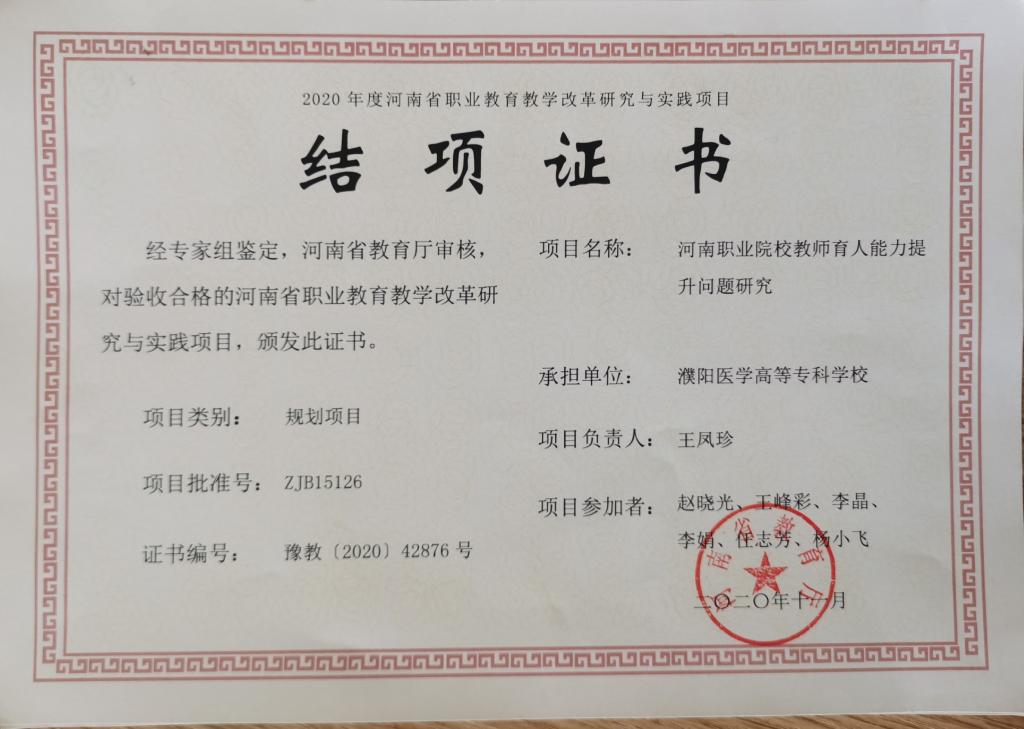 2020 年度河南省职业教育教学改革研究与实践项目
结项证书
经专家组鉴定，河南省教育厅审核，
对验收合格的河南省职业教育教学改革研
究与实践项目，颁发此证书。
项目类别： 规划项目
项目批准号： ZJB15126
证书编号： 豫教〔2020〕42876 号
项目名称： 河南职业院校教师育人能力提
升问题研究
承担单位： 濮阳医学高等专科学校
项目负责人： 王凤珍
项目参加者： 赵晓光、王峰彩、李晶、
李娟、任志芳、杨小飞
二〇二〇年十一月
河南省教育厅